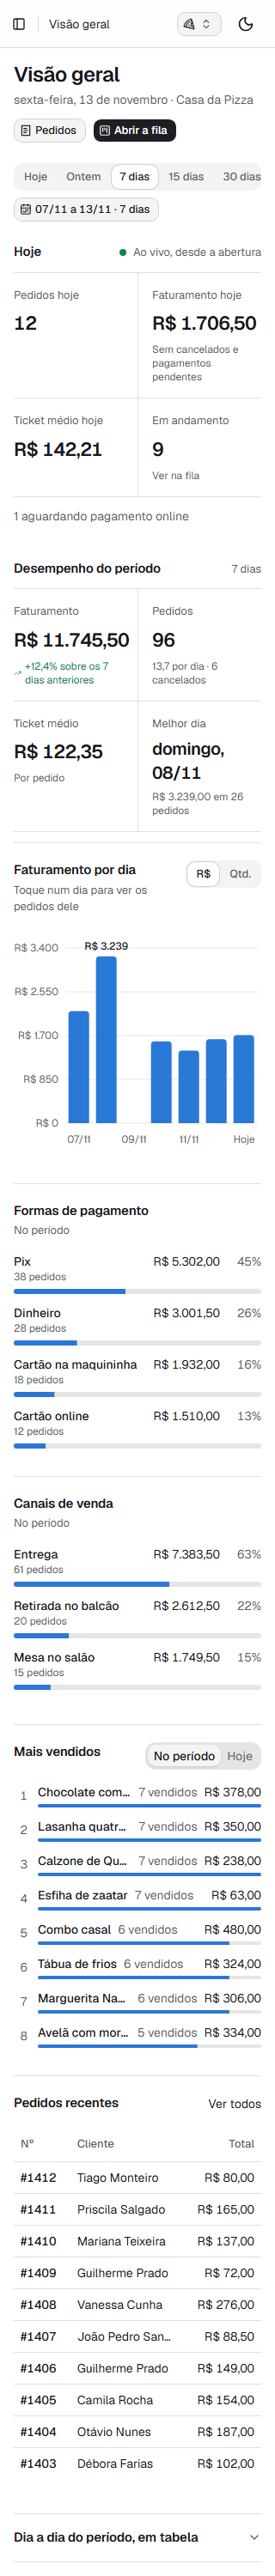 Visão geral
Visão geral
sexta-feira, 13 de novembro · Casa da Pizza
Pedidos
Abrir a fila
Hoje
Ontem
7 dias
15 dias
30 dias
07/11 a 13/11 · 7 dias
Hoje
Ao vivo, desde a abertura
Pedidos hoje
12
Faturamento hoje
R$ 1.706,50
Sem cancelados e
pagamentos
pendentes
Ticket médio hoje
R$ 142,21
Em andamento
9
Ver na fila
1 aguardando pagamento online
Desempenho do período
7 dias
Faturamento
R$ 11.745,50
+12,4% sobre os 7
dias anteriores
Pedidos
96
13,7 por dia · 6
cancelados
Ticket médio
R$ 122,35
Por pedido
Melhor dia
domingo,
08/11
R$ 3.239,00 em 26
pedidos
Faturamento por dia
Toque num dia para ver os
pedidos dele
R$
Qtd.
R$ 3.400
R$ 3.239
R$ 2.550
R$ 1.700
R$ 850
R$ 0
07/11
09/11
11/11
Hoje
Formas de pagamento
No período
Pix R$ 5.302,00 45%
38 pedidos
Dinheiro R$ 3.001,50 26%
28 pedidos
Cartão na maquininha R$ 1.932,00 16%
18 pedidos
Cartão online R$ 1.510,00 13%
12 pedidos
Canais de venda
No período
Entrega R$ 7.383,50 63%
61 pedidos
Retirada no balcão R$ 2.612,50 22%
20 pedidos
Mesa no salão R$ 1.749,50 15%
15 pedidos
Mais vendidos
No período
Hoje
1 Chocolate com... 7 vendidos R$ 378,00
2 Lasanha quatr... 7 vendidos R$ 350,00
3 Calzone de Qu... 7 vendidos R$ 238,00
4 Esfiha de zaatar 7 vendidos R$ 63,00
5 Combo casal 6 vendidos R$ 480,00
6 Tábua de frios 6 vendidos R$ 324,00
7 Marguerita Na... 6 vendidos R$ 306,00
8 Avelã com mor... 5 vendidos R$ 334,00
Pedidos recentes
Ver todos
Nº Cliente Total
#1412 Tiago Monteiro R$ 80,00
#1411 Priscila Salgado R$ 165,00
#1410 Mariana Teixeira R$ 137,00
#1409 Guilherme Prado R$ 72,00
#1408 Vanessa Cunha R$ 276,00
#1407 João Pedro San... R$ 88,50
#1406 Guilherme Prado R$ 149,00
#1405 Camila Rocha R$ 154,00
#1404 Otávio Nunes R$ 187,00
#1403 Débora Farias R$ 102,00
Dia a dia do período, em tabela